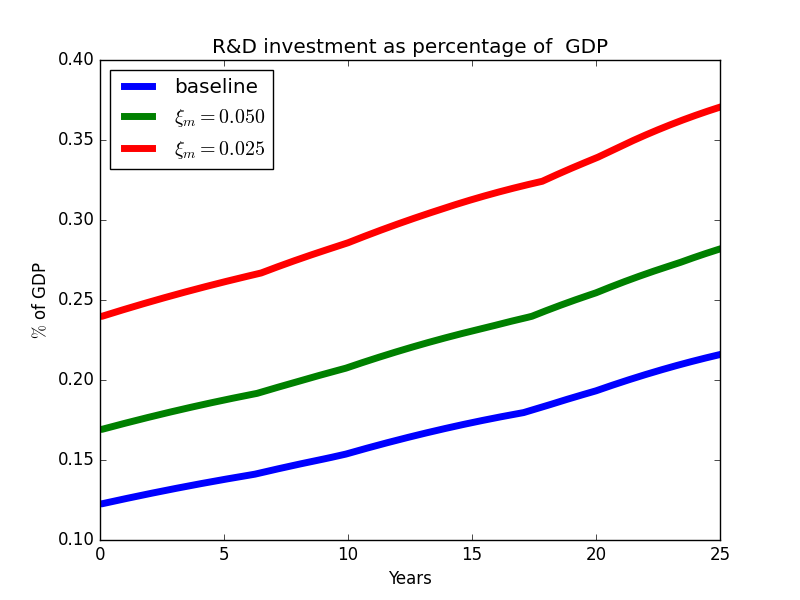 R&D investment as percentage of  GDP
baseline
ξm = 0.050
ξm = 0.025
0.40
0.35
0.30
0.25
0.20
0.15
0.10
% of GDP
0 5 10 15 20 25
Years